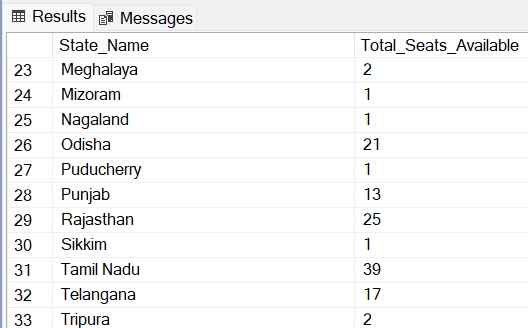 Results Messages
State_Name Total_Seats_Available
23 Meghalaya 2
24 Mizoram 1
25 Nagaland 1
26 Odisha 21
27 Puducherry 1
28 Punjab 13
29 Rajasthan 25
30 Sikkim 1
31 Tamil Nadu 39
32 Telangana 17
33 Tripura 2